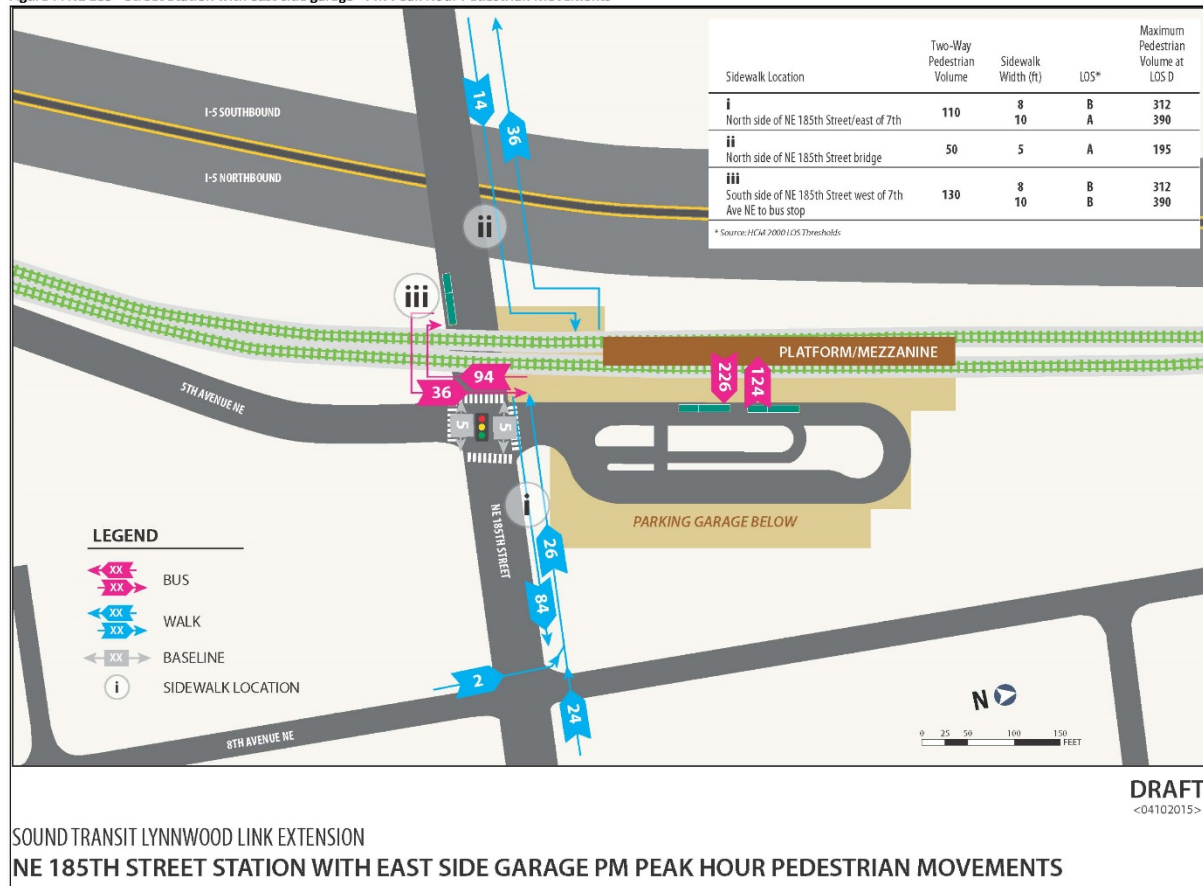 Two-Way
Pedestrian
Volume
Sidewalk
Width (ft)
Maximum
Pedestrian
Volume at
LOS D
Sidewalk Location
LOS*
i
North side of NE 185th Street/east of 7th
110
8 B 312
10 A 390
ii
North side of NE 185th Street bridge
50 5 A 195
iii
South side of NE 185th Street west of 7th
Ave NE to bus stop
130
8 B 312
10 B 390
* Source: HCM 2000 LOS Thresholds
I-5 SOUTHBOUND
I-5 NORTHBOUND
14
36
ii
iii
PLATFORM/MEZZANINE
94
36
226
124
5TH AVENUE NE
5
5
i
NE 185TH STREET
PARKING GARAGE BELOW
26
84
2
24
8TH AVENUE NE
LEGEND
XX
XX
BUS
XX
XX
WALK
XX
BASELINE
i
SIDEWALK LOCATION
N
0 25 50 100 150
FEET
DRAFT
<04102015>
SOUND TRANSIT LYNNWOOD LINK EXTENSION
NE 185TH STREET STATION WITH EAST SIDE GARAGE PM PEAK HOUR PEDESTRIAN MOVEMENTS